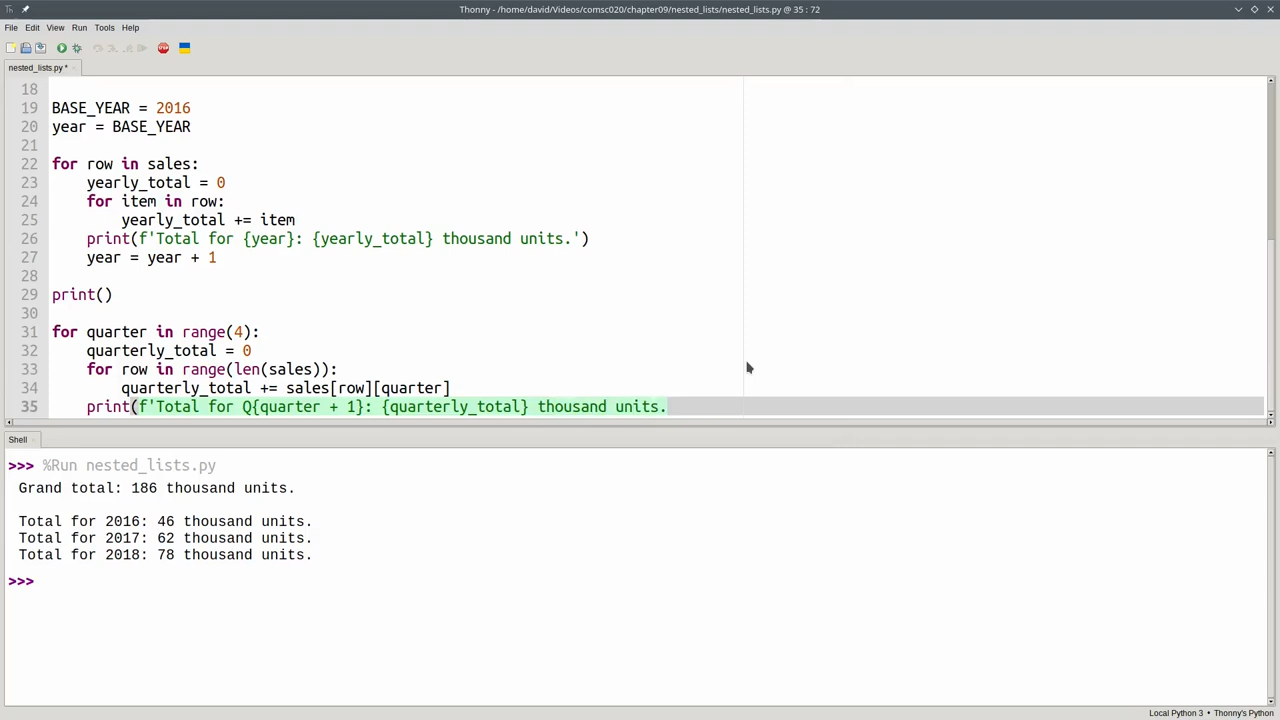 Thonny - /home/david/Videos/comsc020/chapter09/nested_lists/nested_lists.py @ 35 : 72
File Edit View Run Tools Help
nested_lists.py *
18
19 BASE_YEAR = 2016
20 year = BASE_YEAR
21
22 for row in sales:
23     yearly_total = 0
24     for item in row:
25         yearly_total += item
26     print(f'Total for {year}: {yearly_total} thousand units.')
27     year = year + 1
28
29 print()
30
31 for quarter in range(4):
32     quarterly_total = 0
33     for row in range(len(sales)):
34         quarterly_total += sales[row][quarter]
35     print(f'Total for Q{quarter + 1}: {quarterly_total} thousand units.
Shell
>>> %Run nested_lists.py
Grand total: 186 thousand units.
Total for 2016: 46 thousand units.
Total for 2017: 62 thousand units.
Total for 2018: 78 thousand units.
>>>
Local Python 3 • Thonny's Python